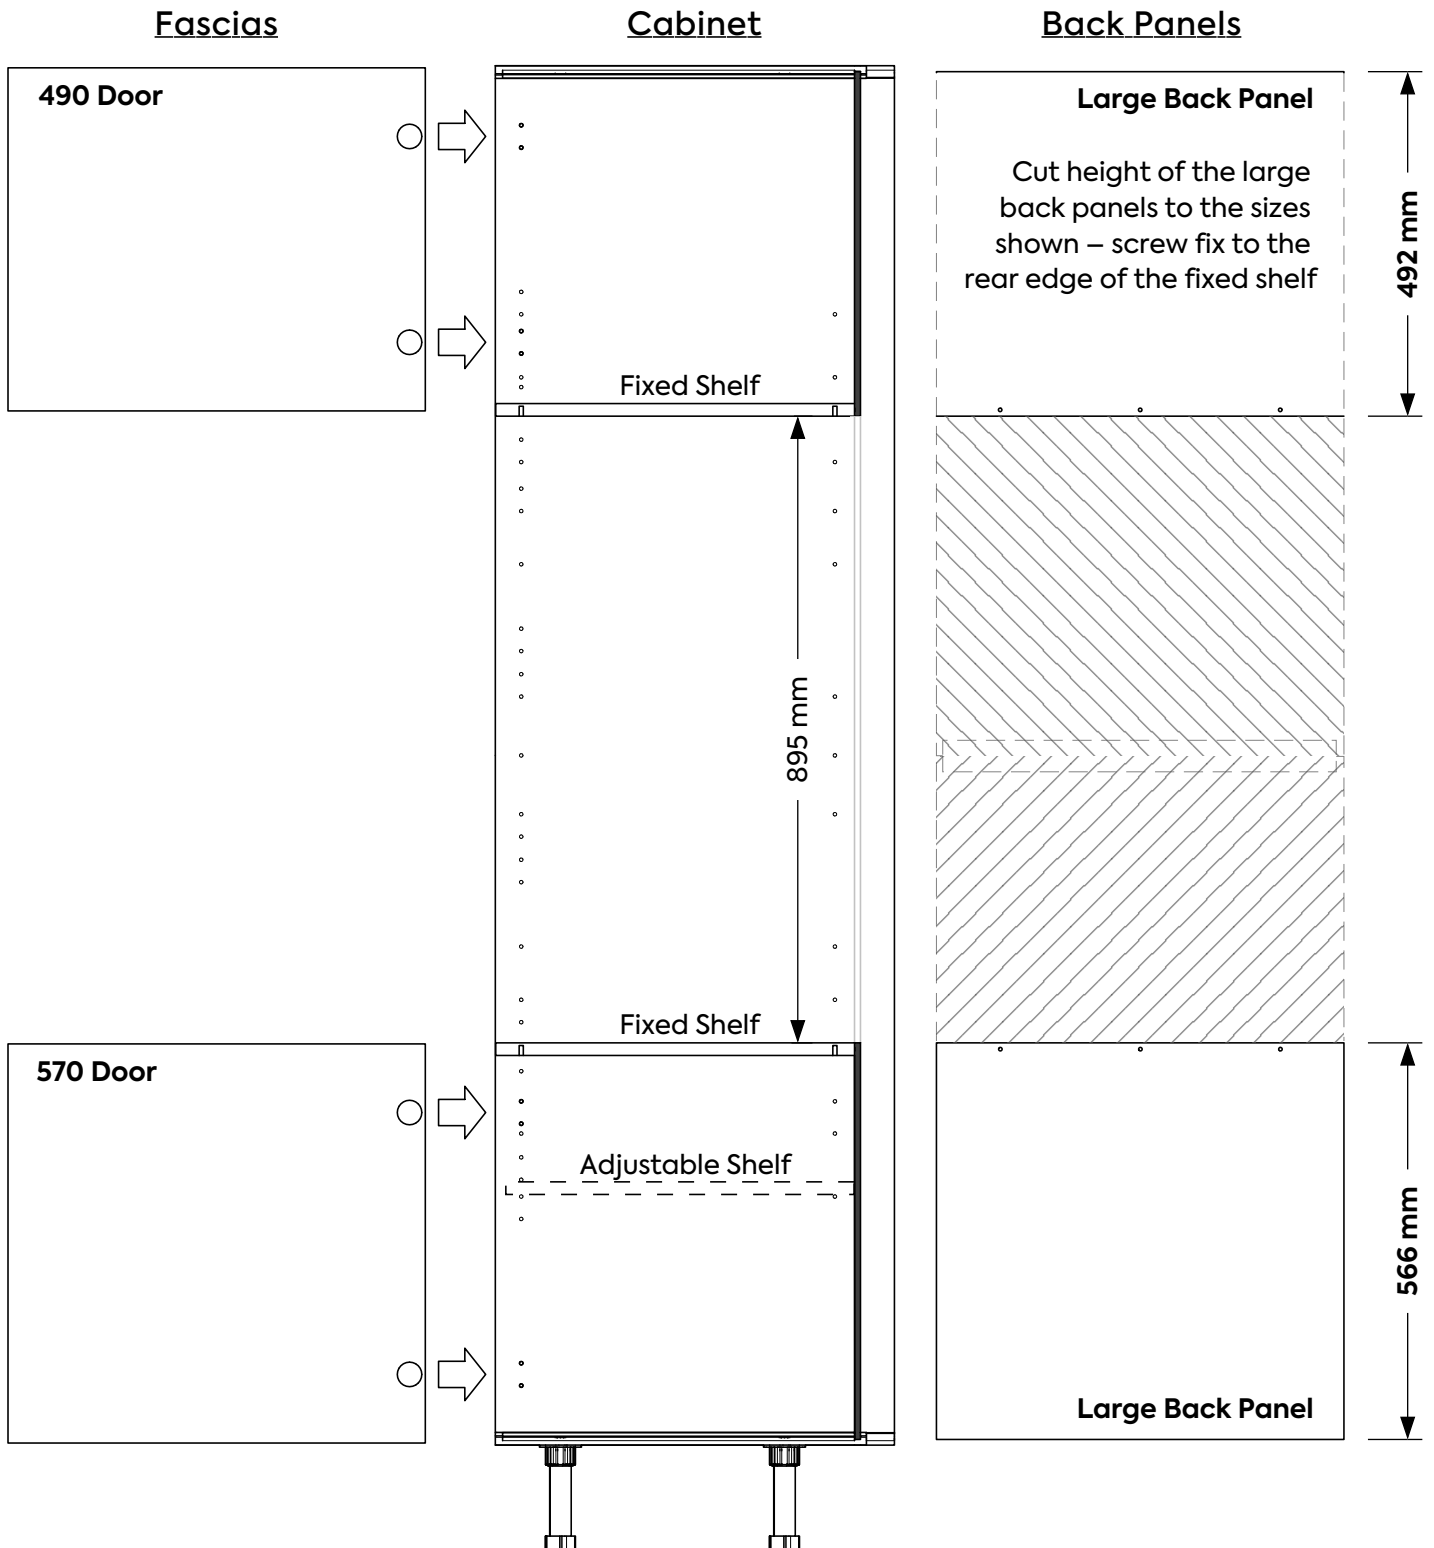 Fascias
Cabinet
Back Panels
490 Door
Large Back Panel
Cut height of the large
back panels to the sizes
shown – screw fix to the
rear edge of the fixed shelf
492 mm
Fixed Shelf
895 mm
Fixed Shelf
570 Door
Adjustable Shelf
566 mm
Large Back Panel